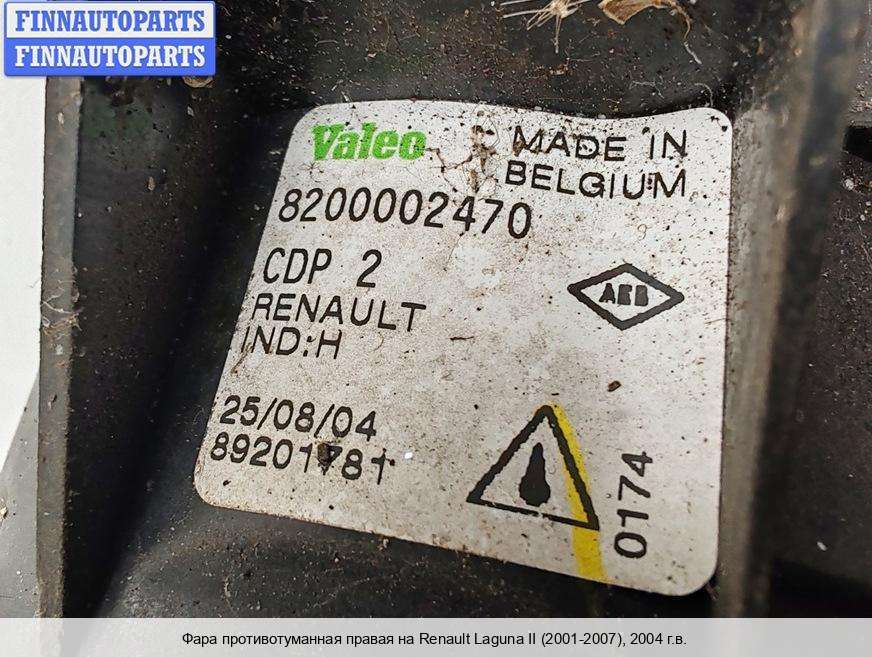 FINNAUTOPARTS
FINNAUTOPARTS
Valeo
MADE IN
BELGIUM
8200002470
CDP 2
RENAULT
IND:H
25/08/04
89201781
0174
Фара противотуманная правая на Renault Laguna II (2001-2007), 2004 г.в.